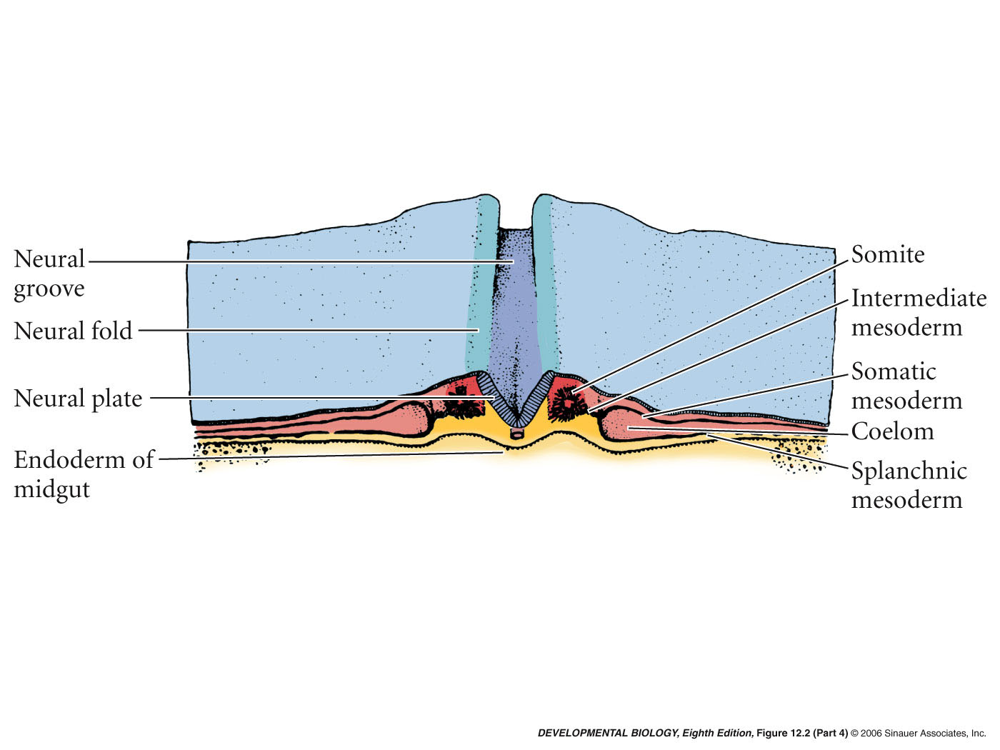 Neural
groove
Neural fold
Neural plate
Endoderm of
midgut
Somite
Intermediate
mesoderm
Somatic
mesoderm
Coelom
Splanchnic
mesoderm
DEVELOPMENTAL BIOLOGY, Eighth Edition, Figure 12.2 (Part 4) © 2006 Sinauer Associates, Inc.